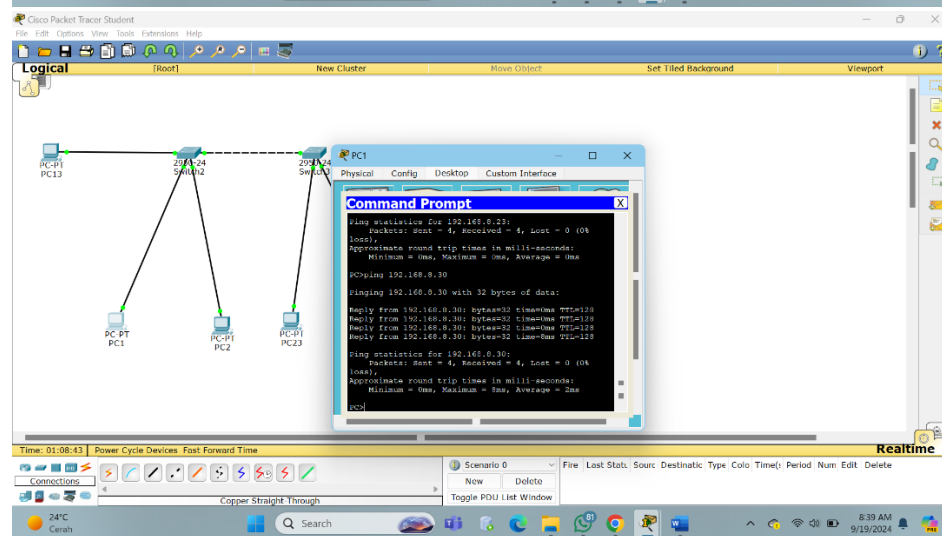 Cisco Packet Tracer Student
File Edit Options View Tools Extensions Help
Logical [Root] New Cluster Move Object Set Tiled Background Viewport
PC-PT
PC13
2950-24
Switch2
PC-PT
PC1
PC-PT
PC2
PC-PT
PC23
PC1
Physical Config Desktop Custom Interface
Command Prompt X
Ping statistics for 192.168.8.23:
Packets: Sent = 4, Received = 4, Lost = 0 (0%
loss),
Approximate round trip times in milli-seconds:
Minimum = 0ms, Maximum = 0ms, Average = 0ms
PC>ping 192.168.8.30
Pinging 192.168.8.30 with 32 bytes of data:
Reply from 192.168.8.30: bytes=32 time=0ms TTL=128
Reply from 192.168.8.30: bytes=32 time=0ms TTL=128
Reply from 192.168.8.30: bytes=32 time=0ms TTL=128
Reply from 192.168.8.30: bytes=32 time=8ms TTL=128
Ping statistics for 192.168.8.30:
Packets: Sent = 4, Received = 4, Lost = 0 (0%
loss),
Approximate round trip times in milli-seconds:
Minimum = 0ms, Maximum = 8ms, Average = 2ms
PC>
Time: 01:08:43 Power Cycle Devices Fast Forward Time Realtime
Connections
Copper Straight-Through
Scenario 0
New Delete
Toggle PDU List Window
Fire Last Statu Sourc Destinatic Type Colo Time(s Period Num Edit Delete
24°C
Cerah
Search
81
8:39 AM
9/19/2024